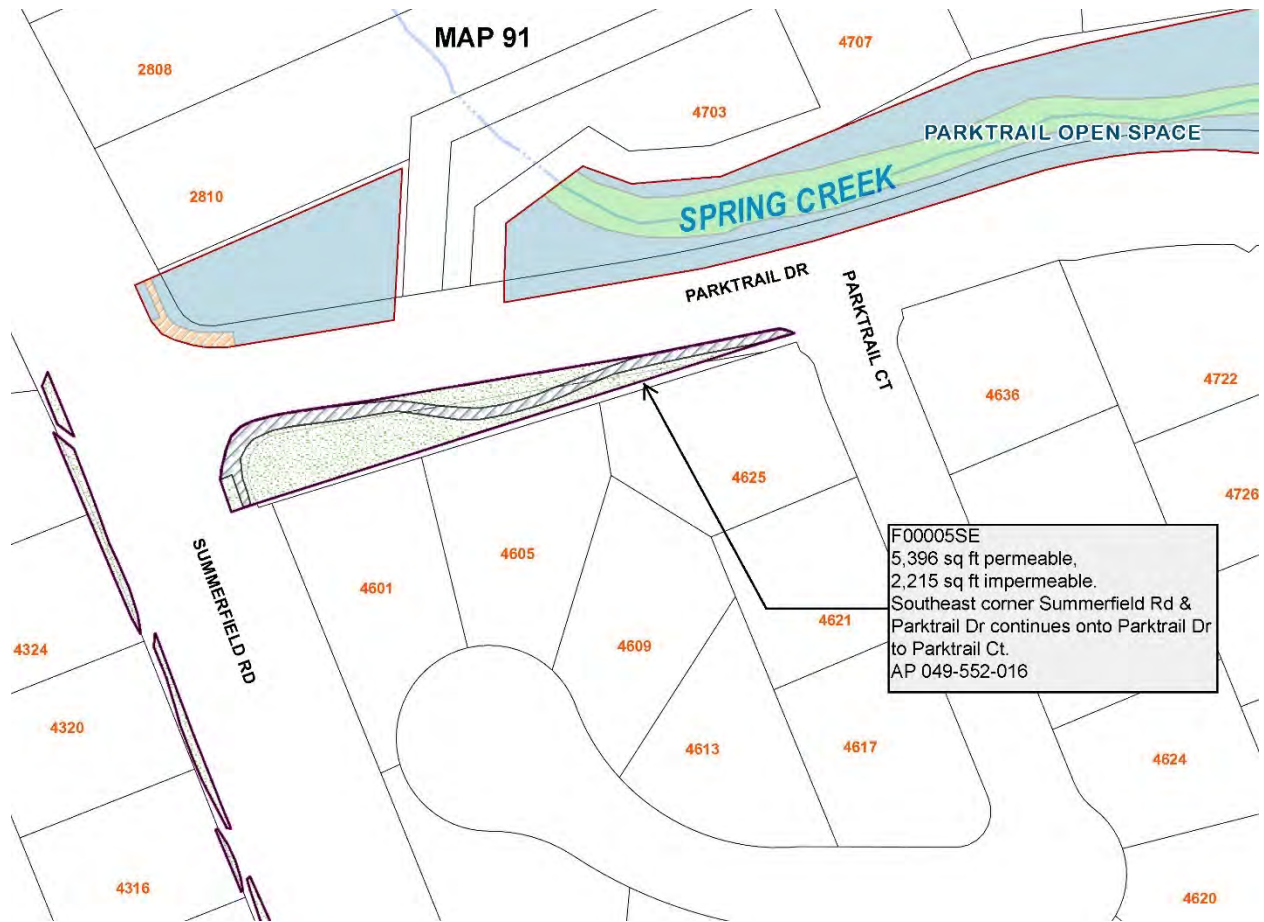 MAP 91
4707
2808
4703
PARKTRAIL OPEN SPACE
2810
SPRING CREEK
PARKTRAIL DR
PARKTRAIL CT
4636
4722
4625
4726
4605
F00005SE
5,396 sq ft permeable,
2,215 sq ft impermeable.
Southeast corner Summerfield Rd &
Parktrail Dr continues onto Parktrail Dr
to Parktrail Ct.
AP 049-552-016
4601
SUMMERFIELD RD
4621
4609
4324
4320
4613
4617
4624
4316
4620